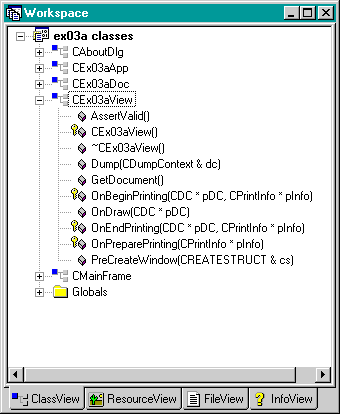 Workspace
ex03a classes
CAboutDlg
CEx03aApp
CEx03aDoc
CEx03aView
AssertValid()
CEx03aView()
~CEx03aView()
Dump(CDumpContext & dc)
GetDocument()
OnBeginPrinting(CDC * pDC, CPrintInfo * pInfo)
OnDraw(CDC * pDC)
OnEndPrinting(CDC * pDC, CPrintInfo * pInfo)
OnPreparePrinting(CPrintInfo * pInfo)
PreCreateWindow(CREATESTRUCT & cs)
CMainFrame
Globals
ClassView ResourceView FileView InfoView